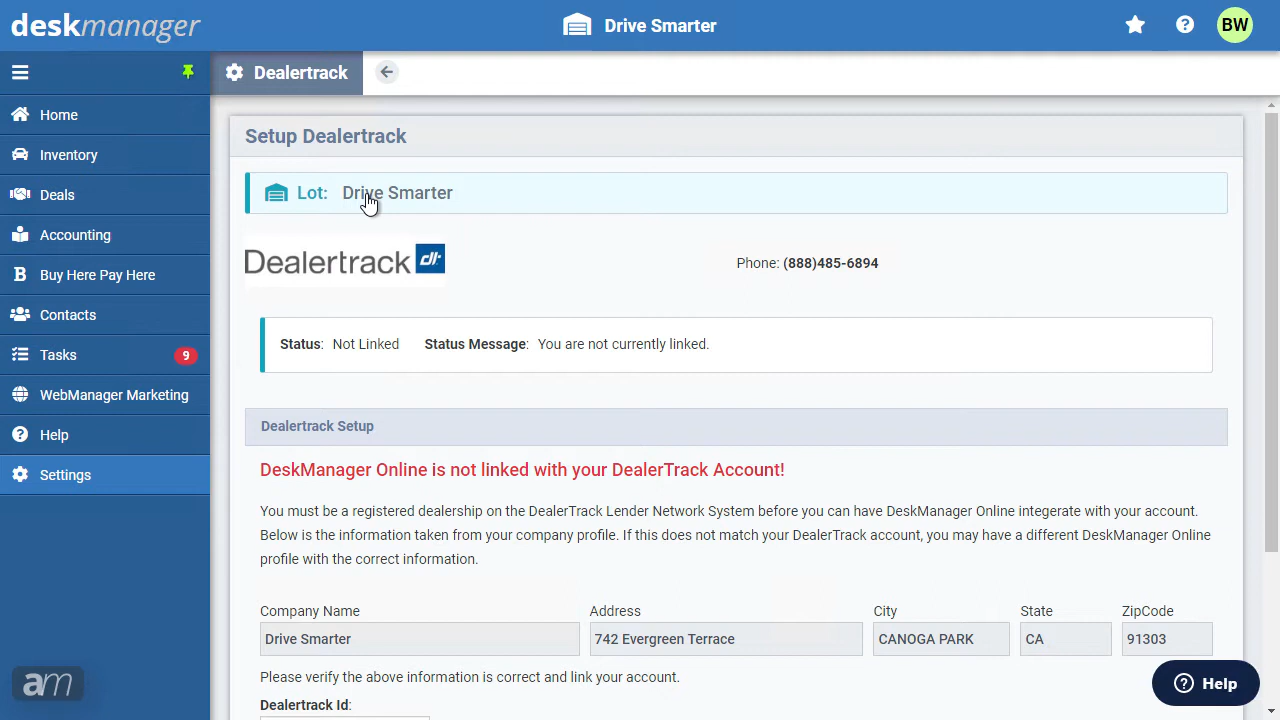 deskmanager
Drive Smarter
BW
Dealertrack
Home
Inventory
Deals
Accounting
Buy Here Pay Here
Contacts
Tasks 9
WebManager Marketing
Help
Settings
am
Setup Dealertrack
Lot: Drive Smarter
Dealertrack dt
Phone: (888)485-6894
Status: Not Linked Status Message: You are not currently linked.
Dealertrack Setup
DeskManager Online is not linked with your DealerTrack Account!
You must be a registered dealership on the DealerTrack Lender Network System before you can have DeskManager Online integerate with your account.
Below is the information taken from your company profile. If this does not match your DealerTrack account, you may have a different DeskManager Online
profile with the correct information.
Company Name Address City State ZipCode
Drive Smarter 742 Evergreen Terrace CANOGA PARK CA 91303
Please verify the above information is correct and link your account.
Dealertrack Id:
Help